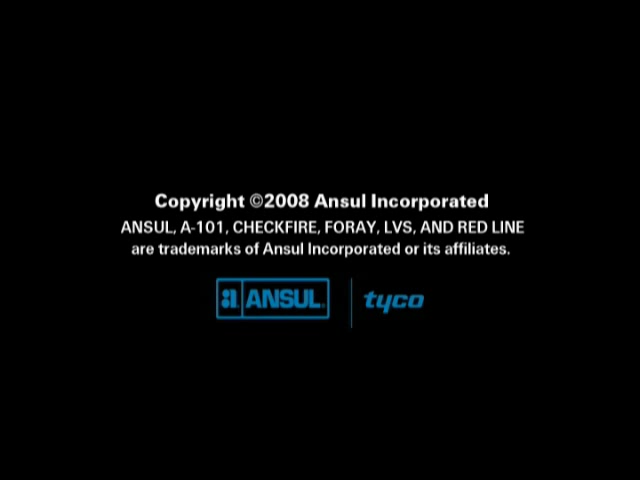 Copyright ©2008 Ansul Incorporated
ANSUL, A-101, CHECKFIRE, FORAY, LVS, AND RED LINE
are trademarks of Ansul Incorporated or its affiliates.
a ANSUL® tyco